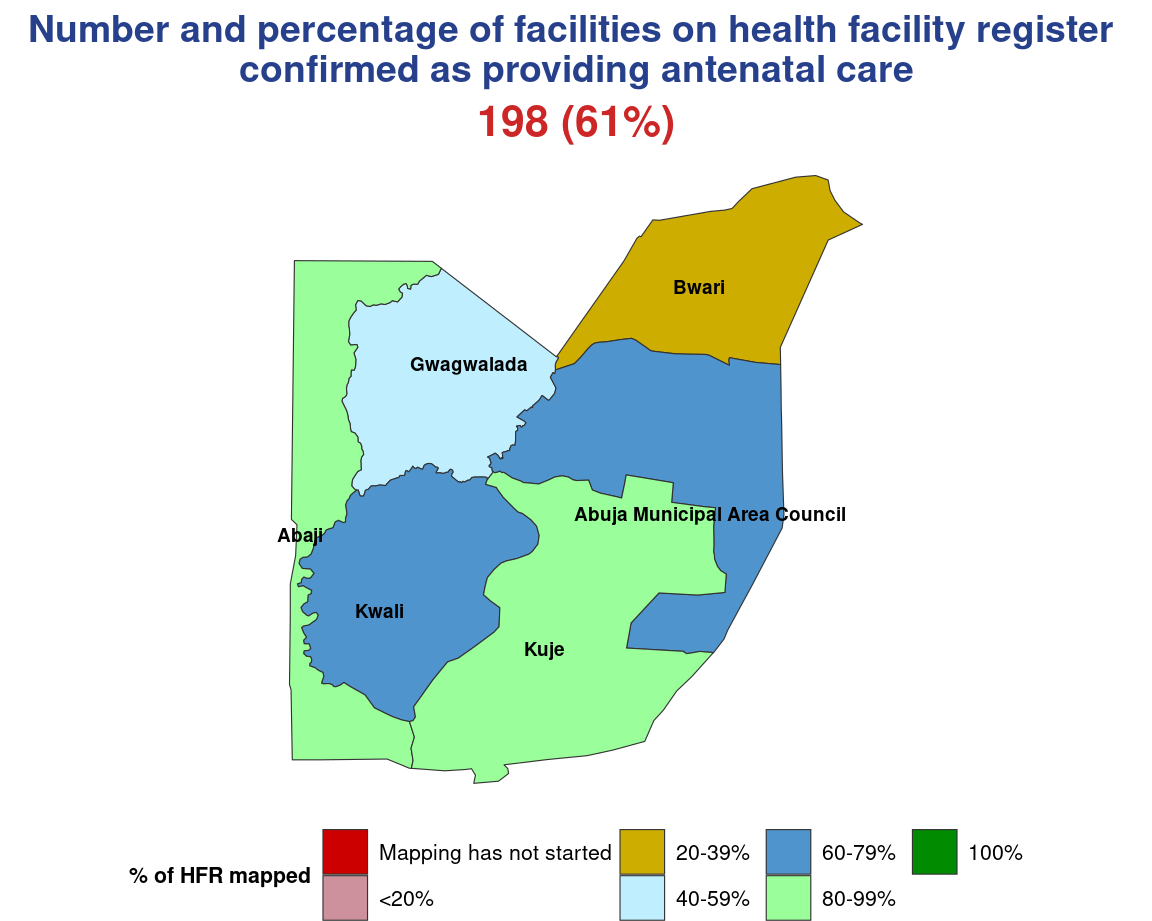 Number and percentage of facilities on health facility register
confirmed as providing antenatal care
198 (61%)
Bwari
Gwagwalada
Abuja Municipal Area Council
Abaji
Kwali
Kuje
% of HFR mapped
Mapping has not started
<20%
20-39%
40-59%
60-79%
80-99%
100%